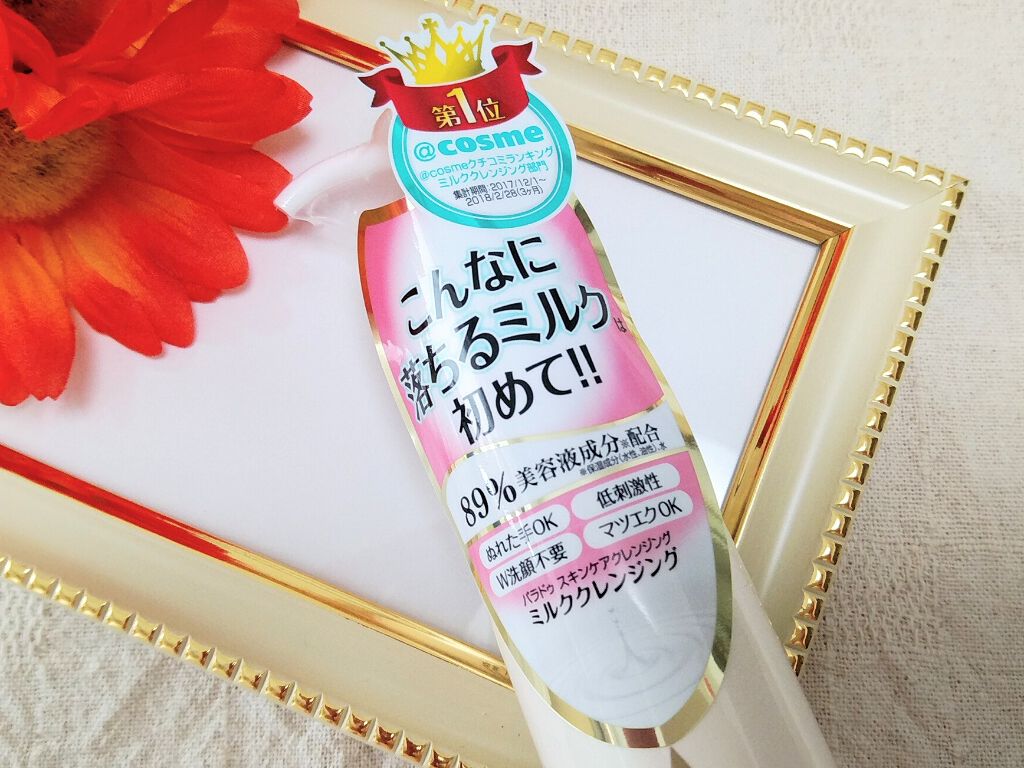 第1位
@cosme
@cosmeクチコミランキング
ミルククレンジング部門
集計期間:2017/12/1~
2018/2/28(3ヶ月)
こんなに
落ちるミルクは
初めて!!
89%美容液成分※配合
※保湿成分(水性、油性)、水
ぬれた手OK 低刺激性
W洗顔不要 マツエクOK
パラドゥ スキンケアクレンジング
ミルククレンジング